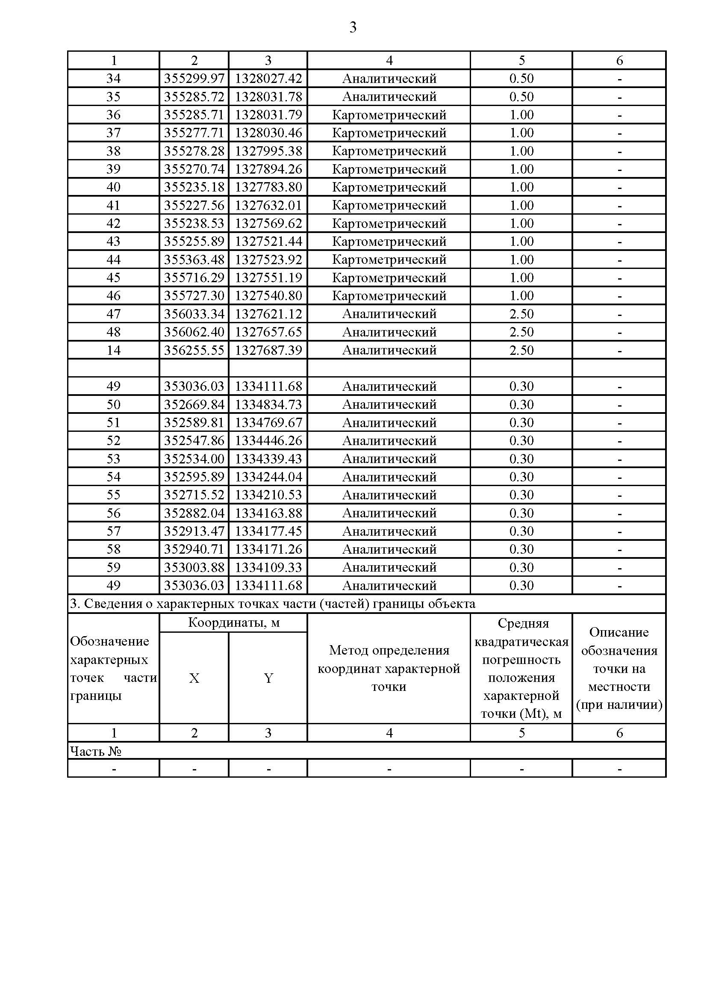 3
1 2 3 4 5 6
34 355299.97 1328027.42 Аналитический 0.50 -
35 355285.72 1328031.78 Аналитический 0.50 -
36 355285.71 1328031.79 Картометрический 1.00 -
37 355277.71 1328030.46 Картометрический 1.00 -
38 355278.28 1327995.38 Картометрический 1.00 -
39 355270.74 1327894.26 Картометрический 1.00 -
40 355235.18 1327783.80 Картометрический 1.00 -
41 355227.56 1327632.01 Картометрический 1.00 -
42 355238.53 1327569.62 Картометрический 1.00 -
43 355255.89 1327521.44 Картометрический 1.00 -
44 355363.48 1327523.92 Картометрический 1.00 -
45 355716.29 1327551.19 Картометрический 1.00 -
46 355727.30 1327540.80 Картометрический 1.00 -
47 356033.34 1327621.12 Аналитический 2.50 -
48 356062.40 1327657.65 Аналитический 2.50 -
14 356255.55 1327687.39 Аналитический 2.50 -
49 353036.03 1334111.68 Аналитический 0.30 -
50 352669.84 1334834.73 Аналитический 0.30 -
51 352589.81 1334769.67 Аналитический 0.30 -
52 352547.86 1334446.26 Аналитический 0.30 -
53 352534.00 1334339.43 Аналитический 0.30 -
54 352595.89 1334244.04 Аналитический 0.30 -
55 352715.52 1334210.53 Аналитический 0.30 -
56 352882.04 1334163.88 Аналитический 0.30 -
57 352913.47 1334177.45 Аналитический 0.30 -
58 352940.71 1334171.26 Аналитический 0.30 -
59 353003.88 1334109.33 Аналитический 0.30 -
49 353036.03 1334111.68 Аналитический 0.30 -
3. Сведения о характерных точках части (частей) границы объекта
Обозначение
характерных
точек части
границы
Координаты, м
X Y
Метод определения
координат характерной
точки
Средняя
квадратическая
погрешность
положения
характерной
точки (Mt), м
Описание
обозначения
точки на
местности
(при наличии)
1 2 3 4 5 6
Часть №
- - - - - -